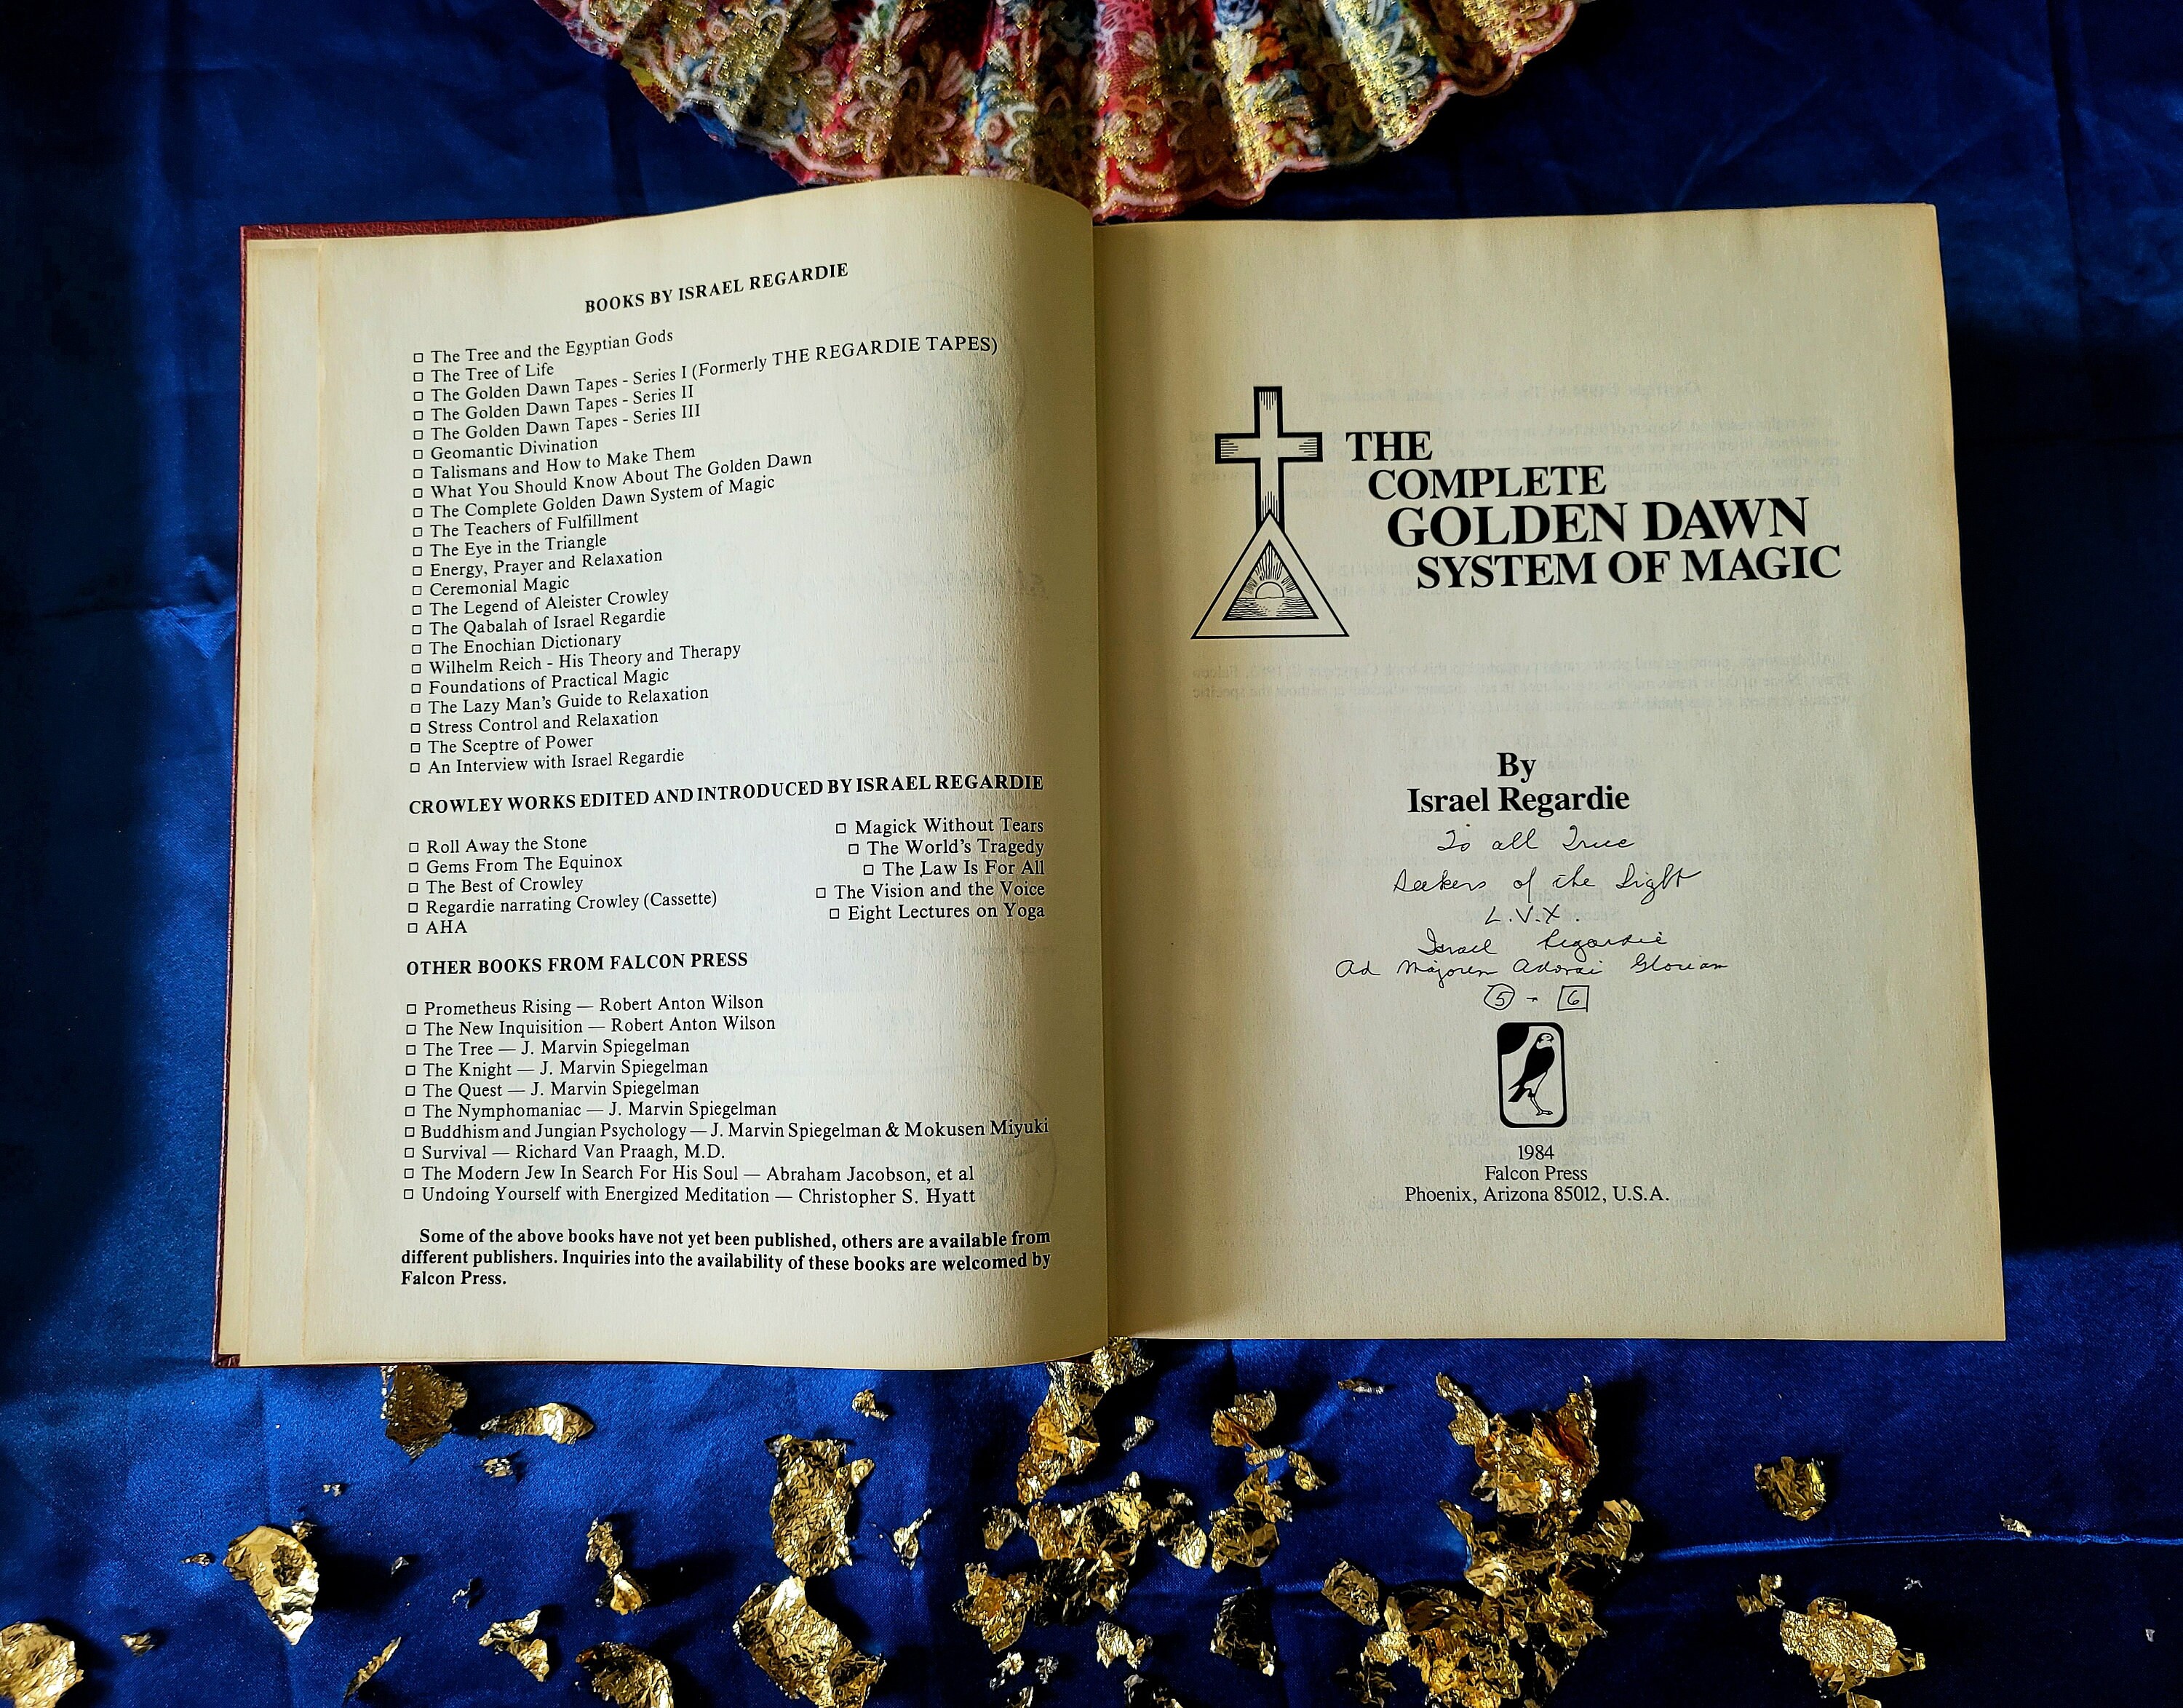 BOOKS BY ISRAEL REGARDIE
□ The Tree and the Egyptian Gods
□ The Tree of Life
□ The Golden Dawn Tapes - Series I (Formerly THE REGARDIE TAPES)
□ The Golden Dawn Tapes - Series II
□ The Golden Dawn Tapes - Series III
□ Geomantic Divination
□ Talismans and How to Make Them
□ What You Should Know About The Golden Dawn
□ The Complete Golden Dawn System of Magic
□ The Teachers of Fulfillment
□ The Eye in the Triangle
□ Energy, Prayer and Relaxation
□ Ceremonial Magic
□ The Legend of Aleister Crowley
□ The Qabalah of Israel Regardie
□ The Enochian Dictionary
□ Wilhelm Reich - His Theory and Therapy
□ Foundations of Practical Magic
□ The Lazy Man's Guide to Relaxation
□ Stress Control and Relaxation
□ The Sceptre of Power
□ An Interview with Israel Regardie
CROWLEY WORKS EDITED AND INTRODUCED BY ISRAEL REGARDIE
□ Roll Away the Stone
□ Gems From The Equinox
□ The Best of Crowley
□ Regardie narrating Crowley (Cassette)
□ AHA
□ Magick Without Tears
□ The World's Tragedy
□ The Law Is For All
□ The Vision and the Voice
□ Eight Lectures on Yoga
OTHER BOOKS FROM FALCON PRESS
□ Prometheus Rising — Robert Anton Wilson
□ The New Inquisition — Robert Anton Wilson
□ The Tree — J. Marvin Spiegelman
□ The Knight — J. Marvin Spiegelman
□ The Quest — J. Marvin Spiegelman
□ The Nymphomaniac — J. Marvin Spiegelman
□ Buddhism and Jungian Psychology — J. Marvin Spiegelman & Mokusen Miyuki
□ Survival — Richard Van Praagh, M.D.
□ The Modern Jew In Search For His Soul — Abraham Jacobson, et al
□ Undoing Yourself with Energized Meditation — Christopher S. Hyatt
Some of the above books have not yet been published, others are available from
different publishers. Inquiries into the availability of these books are welcomed by
Falcon Press.
THE
COMPLETE
GOLDEN DAWN
SYSTEM OF MAGIC
By
Israel Regardie
To all True
Seekers of the Light
L.V.X.
Israel Regardie
Ad Majorem Adonai Gloriam
5 - 6
1984
Falcon Press
Phoenix, Arizona 85012, U.S.A.